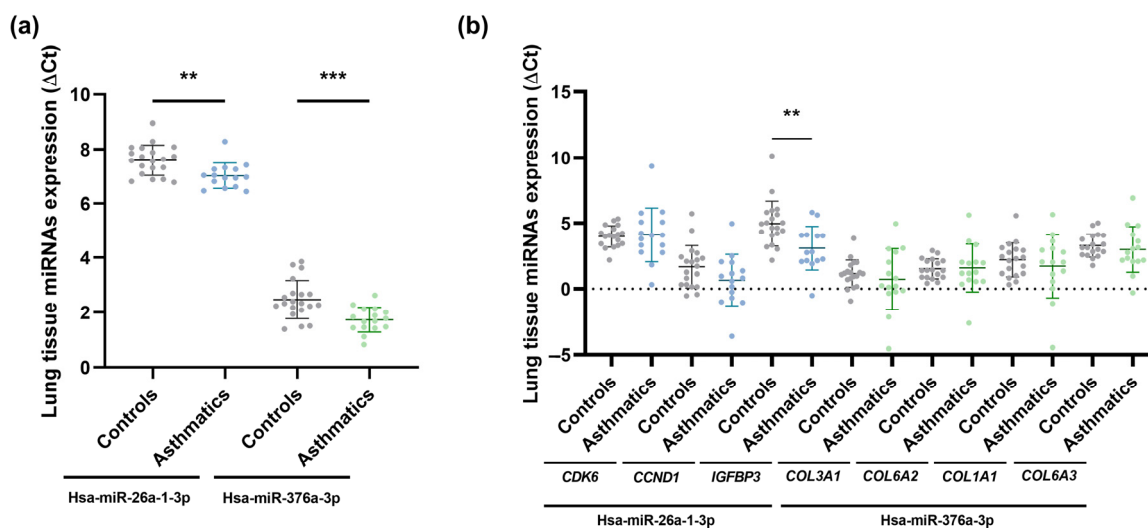 (a)
Lung tissue miRNAs expression (ΔCt)
10
8
6
4
2
0
**
***
Controls
Asthmatics
Controls
Asthmatics
Hsa-miR-26a-1-3p
Hsa-miR-376a-3p
(b)
Lung tissue miRNAs expression (ΔCt)
15
10
5
0
–5
**
Controls
Asthmatics
Controls
Asthmatics
Controls
Asthmatics
Controls
Asthmatics
Controls
Asthmatics
Controls
Asthmatics
Controls
Asthmatics
CDK6
CCND1
IGFBP3
COL3A1
COL6A2
COL1A1
COL6A3
Hsa-miR-26a-1-3p
Hsa-miR-376a-3p